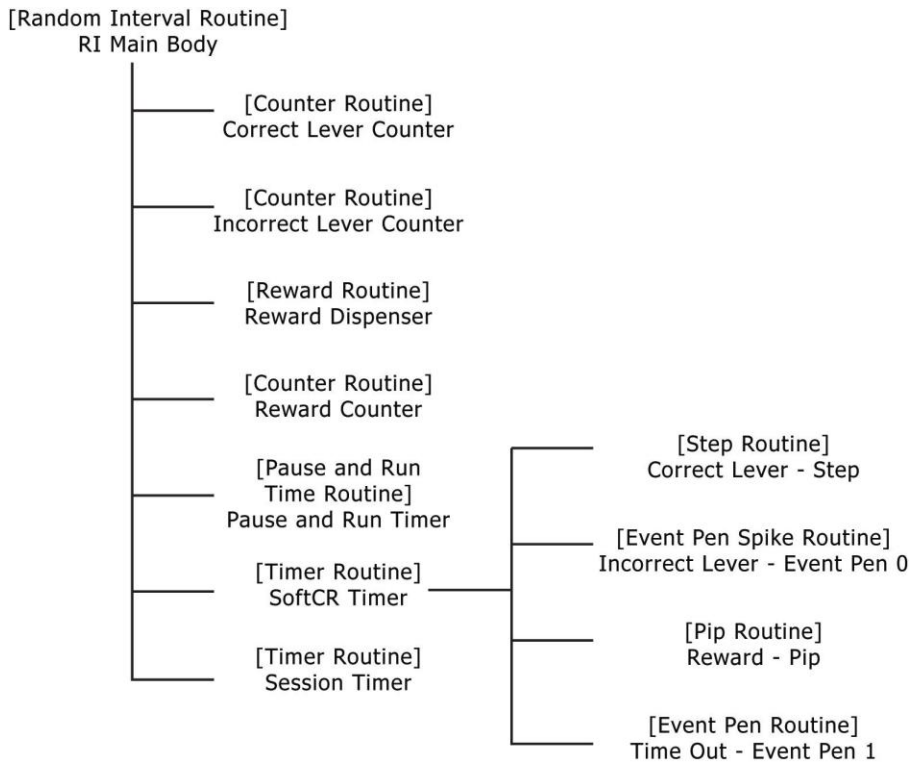 [Random Interval Routine]
RI Main Body
[Counter Routine]
Correct Lever Counter
[Counter Routine]
Incorrect Lever Counter
[Reward Routine]
Reward Dispenser
[Counter Routine]
Reward Counter
[Pause and Run
Time Routine]
Pause and Run Timer
[Timer Routine]
SoftCR Timer
[Timer Routine]
Session Timer
[Step Routine]
Correct Lever - Step
[Event Pen Spike Routine]
Incorrect Lever - Event Pen 0
[Pip Routine]
Reward - Pip
[Event Pen Routine]
Time Out - Event Pen 1